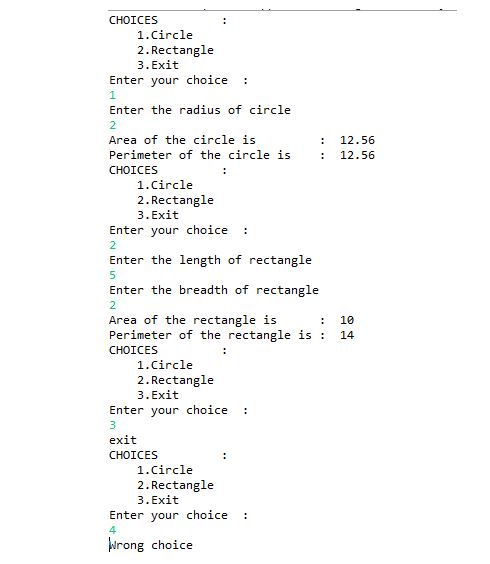 CHOICES         :
    1.Circle
    2.Rectangle
    3.Exit
Enter your choice  :
1
Enter the radius of circle
2
Area of the circle is         :  12.56
Perimeter of the circle is    :  12.56
CHOICES         :
    1.Circle
    2.Rectangle
    3.Exit
Enter your choice  :
2
Enter the length of rectangle
5
Enter the breadth of rectangle
2
Area of the rectangle is      :  10
Perimeter of the rectangle is :  14
CHOICES         :
    1.Circle
    2.Rectangle
    3.Exit
Enter your choice  :
3
exit
CHOICES         :
    1.Circle
    2.Rectangle
    3.Exit
Enter your choice  :
4
Wrong choice